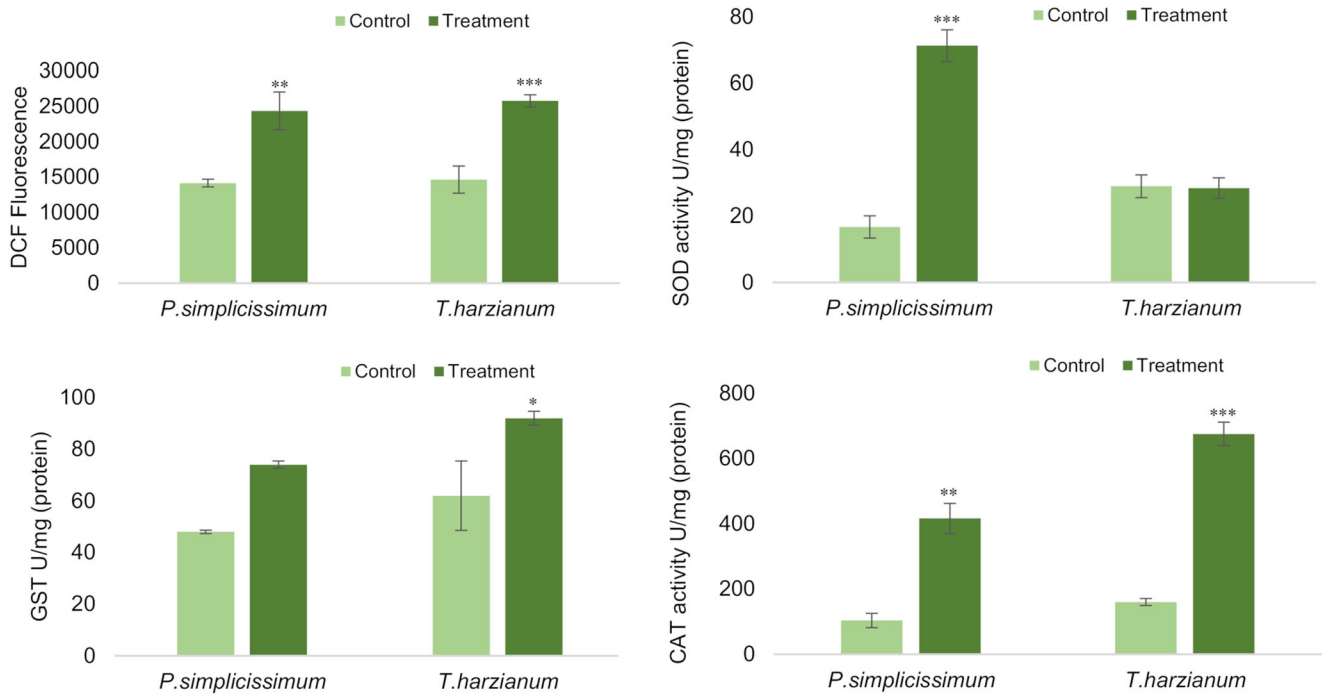 Control Treatment
DCF Fluorescence
30000
25000
20000
15000
10000
5000
0
**
***
P.simplicissimum T.harzianum
Control Treatment
SOD activity U/mg (protein)
80
60
40
20
0
***
P.simplicissimum T.harzianum
Control Treatment
GST U/mg (protein)
100
80
60
40
20
0
*
P.simplicissimum T.harzianum
Control Treatment
CAT activity U/mg (protein)
800
600
400
200
0
**
***
P.simplicissimum T.harzianum